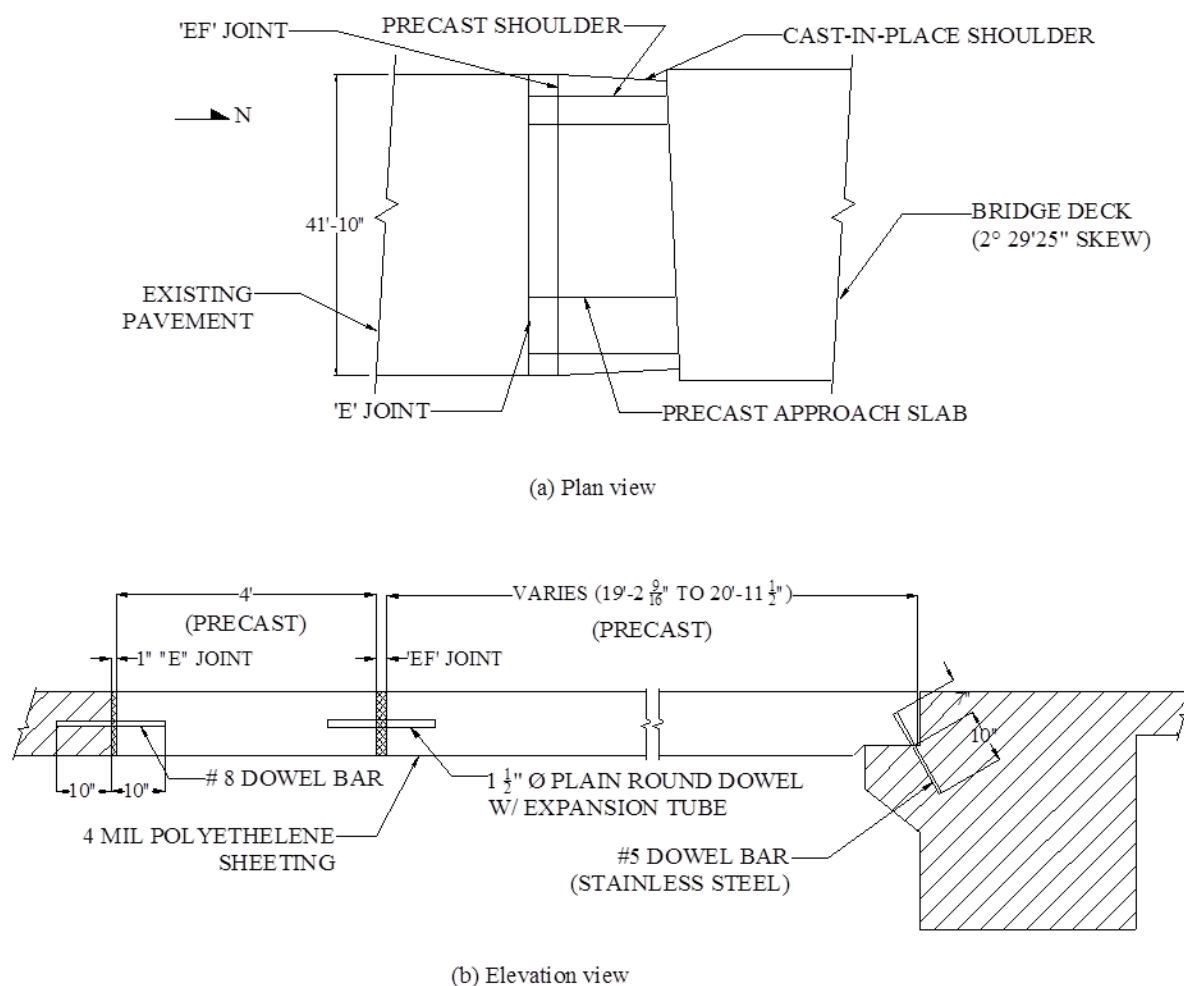 'EF' JOINT
PRECAST SHOULDER
CAST-IN-PLACE SHOULDER
N
41'-10"
BRIDGE DECK
(2° 29'25" SKEW)
EXISTING
PAVEMENT
'E' JOINT
PRECAST APPROACH SLAB
(a) Plan view
4'
(PRECAST)
VARIES (19'-2 9/16" TO 20'-11 1/2")
(PRECAST)
1" "E" JOINT
'EF' JOINT
7"
10"
10"
10"
# 8 DOWEL BAR
1 1/2" Ø PLAIN ROUND DOWEL
W/ EXPANSION TUBE
4 MIL POLYETHELENE
SHEETING
#5 DOWEL BAR
(STAINLESS STEEL)
(b) Elevation view